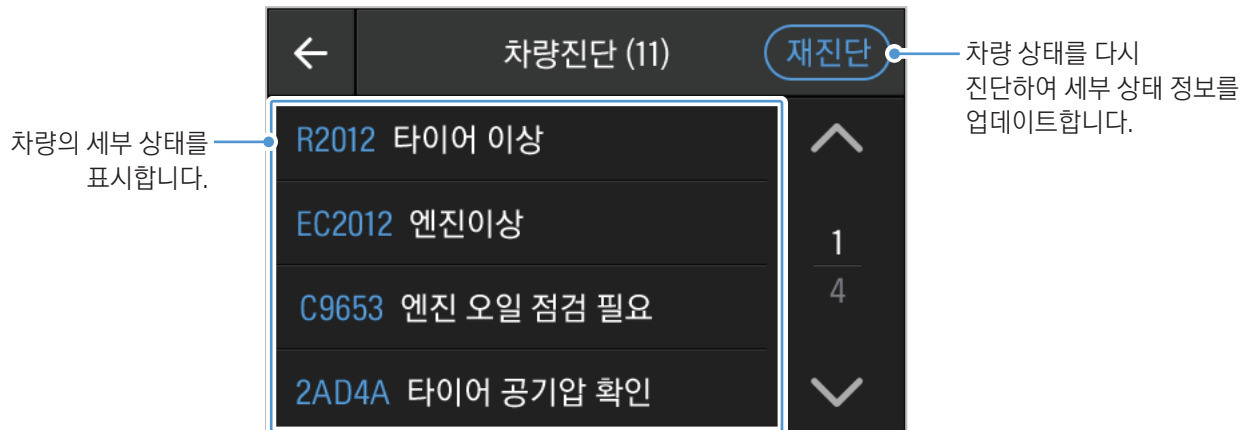 차량진단 (11)
재진단
차량 상태를 다시
진단하여 세부 상태 정보를
업데이트합니다.
차량의 세부 상태를
표시합니다.
R2012 타이어 이상
EC2012 엔진이상
C9653 엔진 오일 점검 필요
2AD4A 타이어 공기압 확인
1
4